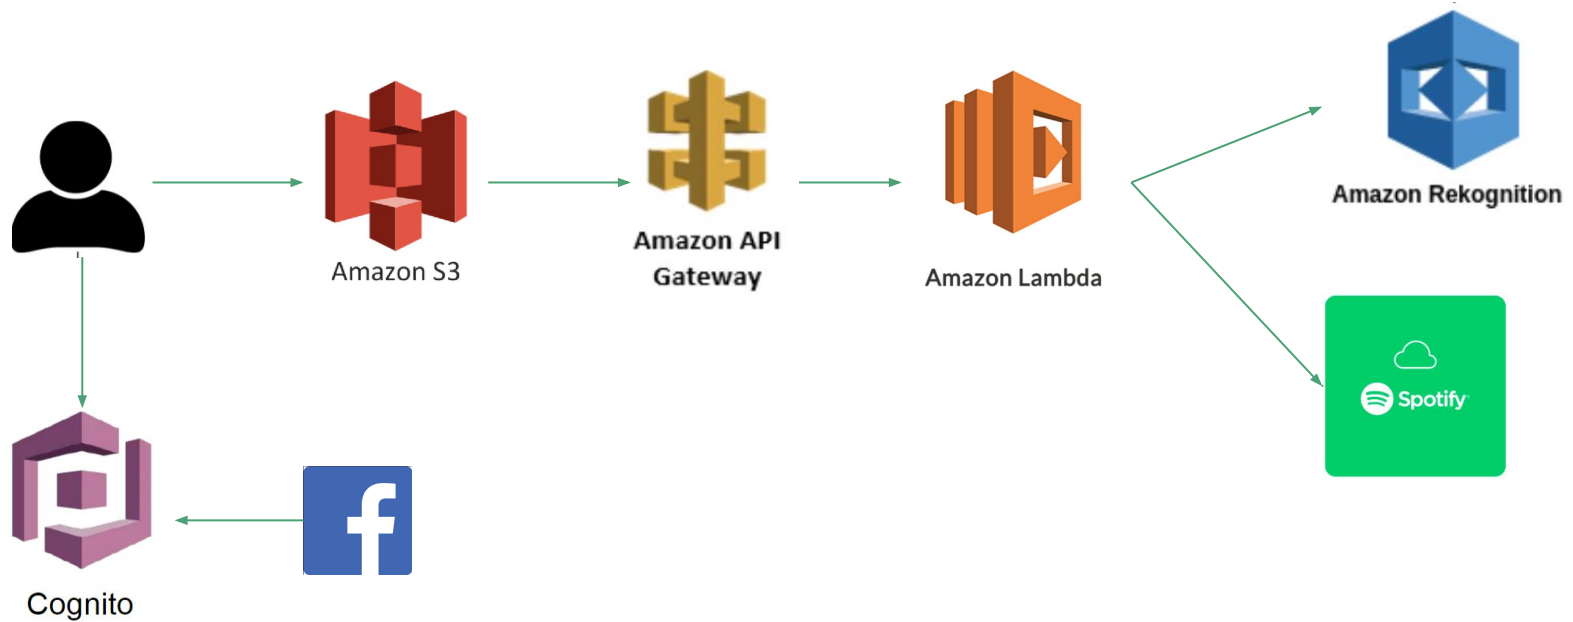 Amazon Rekognition
Amazon S3
Amazon API
Gateway
Amazon Lambda
Spotify
f
Cognito